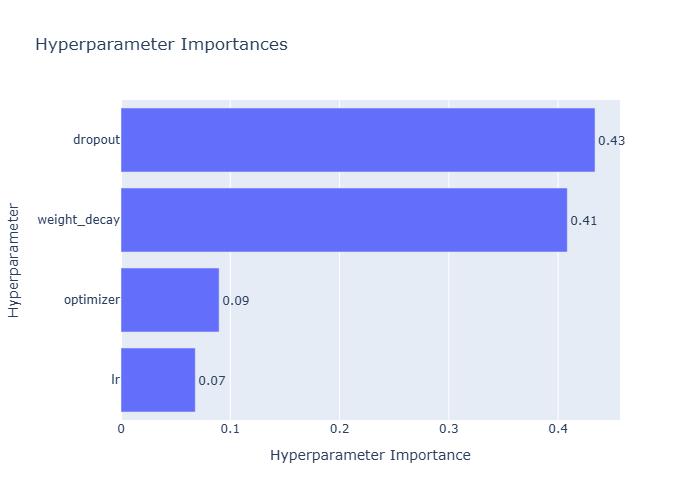 Hyperparameter Importances
Hyperparameter
dropout
0.43
weight_decay
0.41
optimizer
0.09
lr
0.07
0
0.1
0.2
0.3
0.4
Hyperparameter Importance